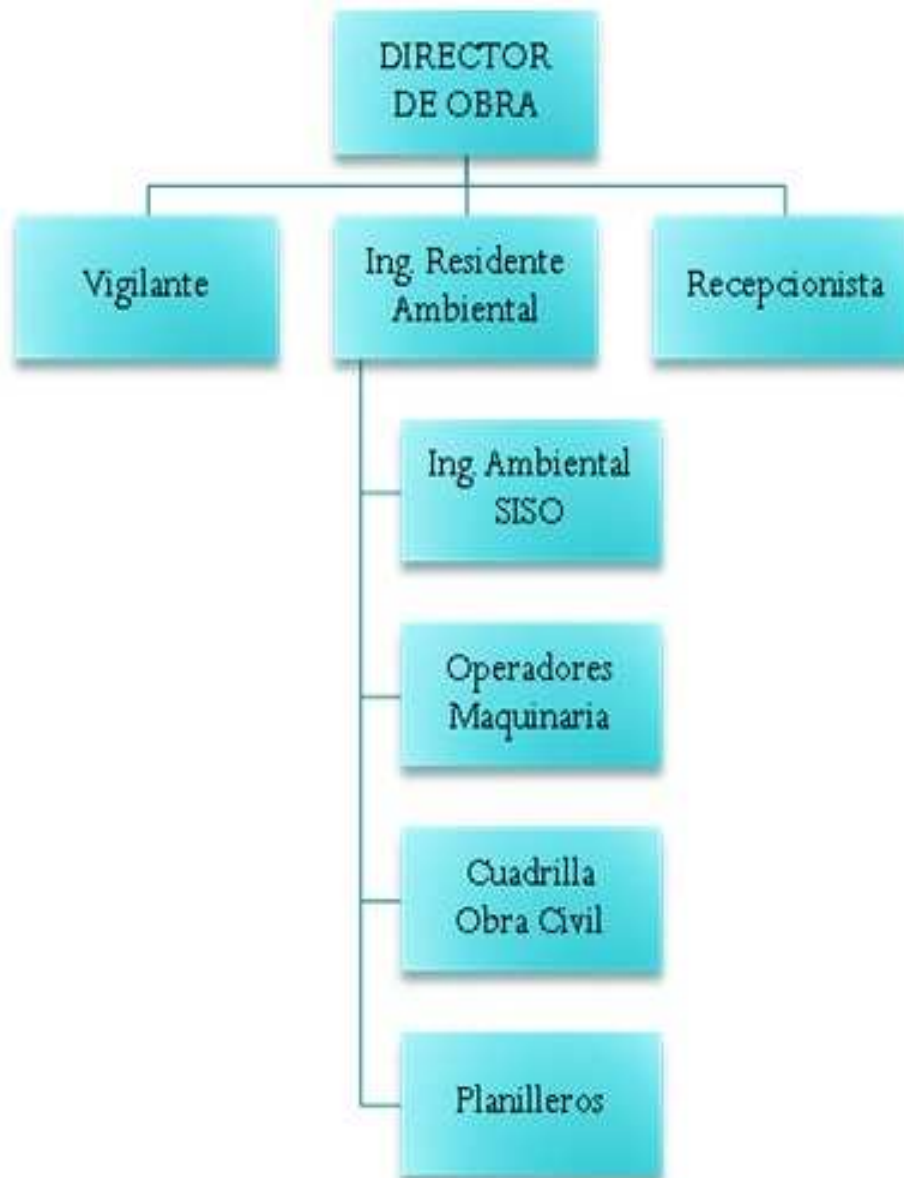 DIRECTOR
DE OBRA
Vigilante
Ing. Residente
Ambiental
Recepcionista
Ing. Ambiental
SISO
Operadores
Maquinaria
Cuadrilla
Obra Civil
Planilleros